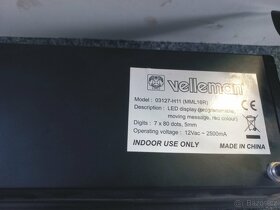 velleman
Model : 03127-H11 (MML16R)
Description : LED display (programmable,
moving message, red colour)
Digits : 7 x 80 dots, 5mm
Operating voltage : 12Vac ~ 2500mA
INDOOR USE ONLY
MADE IN CHINA